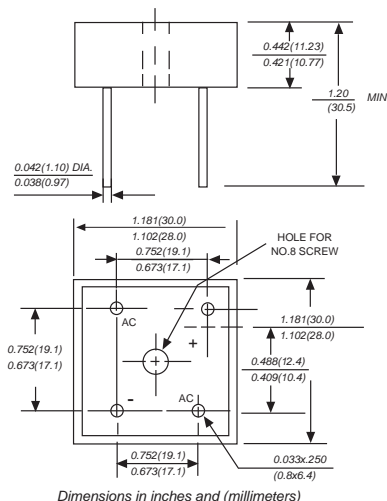 0.442(11.23)
0.421(10.77)
1.20 MIN
(30.5)
0.042(1.10) DIA.
0.038(0.97)
1.181(30.0)
1.102(28.0)
0.752(19.1)
0.673(17.1)
HOLE FOR
NO.8 SCREW
AC
+
1.181(30.0)
1.102(28.0)
0.752(19.1)
0.673(17.1)
0.488(12.4)
0.409(10.4)
-
AC
0.752(19.1)
0.673(17.1)
0.033x.250
(0.8x6.4)
Dimensions in inches and (millimeters)